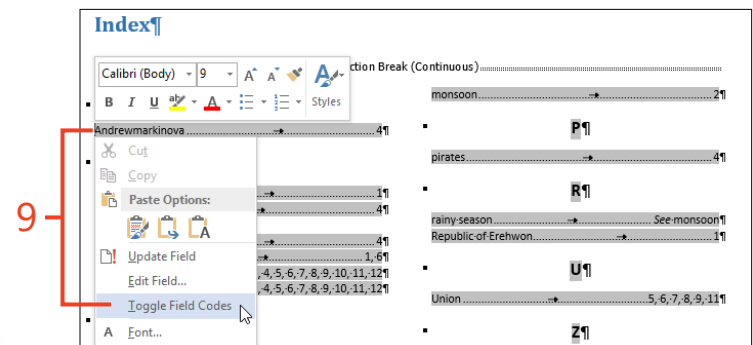 Index¶
Calibri (Body) 9 A A A
ction Break (Continuous)
B I U ab A Styles
monsoon → 2¶
P¶
Andrewmarkinova → 4¶
pirates → 4¶
R¶
rainy·season → See·monsoon¶
Republic·of·Erehwon → 1¶
U¶
Union → 5,·6,·7,·8,·9,·11¶
Z¶
→ 1¶
→ 4¶
→ 4¶
→ 1,·6¶
,·4,·5,·6,·7,·8,·9,·10,·11,·12¶
,·4,·5,·6,·7,·8,·9,·10,·11,·12¶
9
Cut
Copy
Paste Options:
A
Update Field
Edit Field...
Toggle Field Codes
A Font...